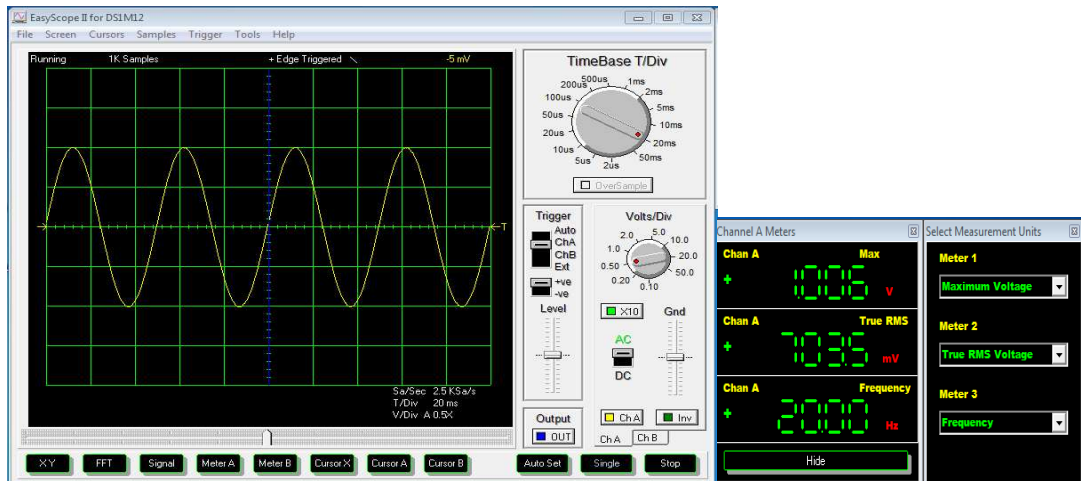 EasyScope II for DS1M12
File Screen Cursors Samples Trigger Tools Help
Running 1K Samples + Edge Triggered -5 mV
T
Sa/Sec 2.5 KSa/s
T/Div 20 ms
V/Div A 0.5X
TimeBase T/Div
500us 1ms
200us 2ms
100us 5ms
50us 10ms
20us 20ms
10us 50ms
5us 2us
OverSample
Trigger
Auto
ChA
ChB
Ext
+ve
-ve
Level
Volts/Div
2.0 5.0
1.0 10.0
0.50 20.0
0.20 50.0
0.10
X10
Gnd
AC
DC
Output
OUT
Ch A Inv
Ch A Ch B
XY FFT Signal Meter A Meter B Cursor X Cursor A Cursor B Auto Set Single Stop
Channel A Meters
Chan A Max
+ 1.006 V
Chan A True RMS
+ 703.5 mV
Chan A Frequency
+ 20.00 Hz
Hide
Select Measurement Units
Meter 1
Maximum Voltage
Meter 2
True RMS Voltage
Meter 3
Frequency